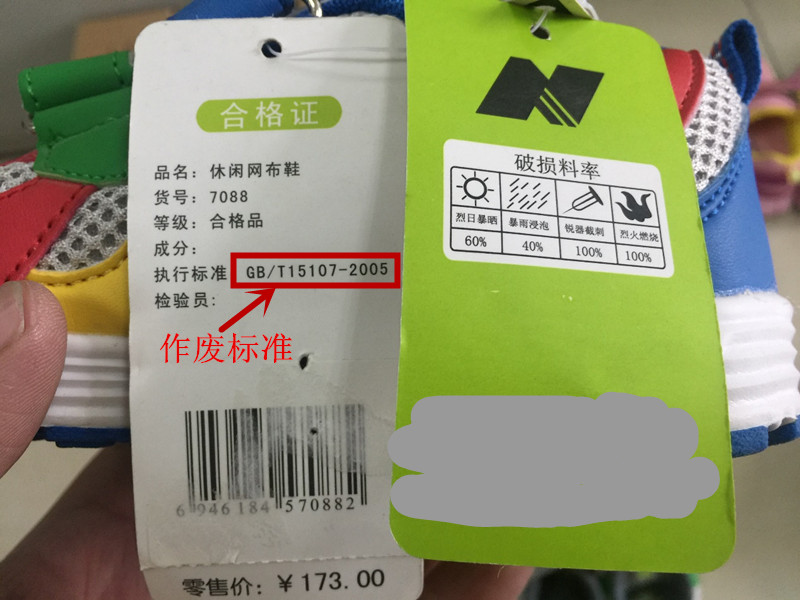 合格证
品名：休闲网布鞋
货号：7088
等级：合格品
成分：
执行标准 GB/T15107-2005
检验员：
作废标准
6 946184 570882
零售价：￥173.00
破损料率
烈日暴晒 暴雨浸泡 锐器截刺 烈火燃烧
60% 40% 100% 100%